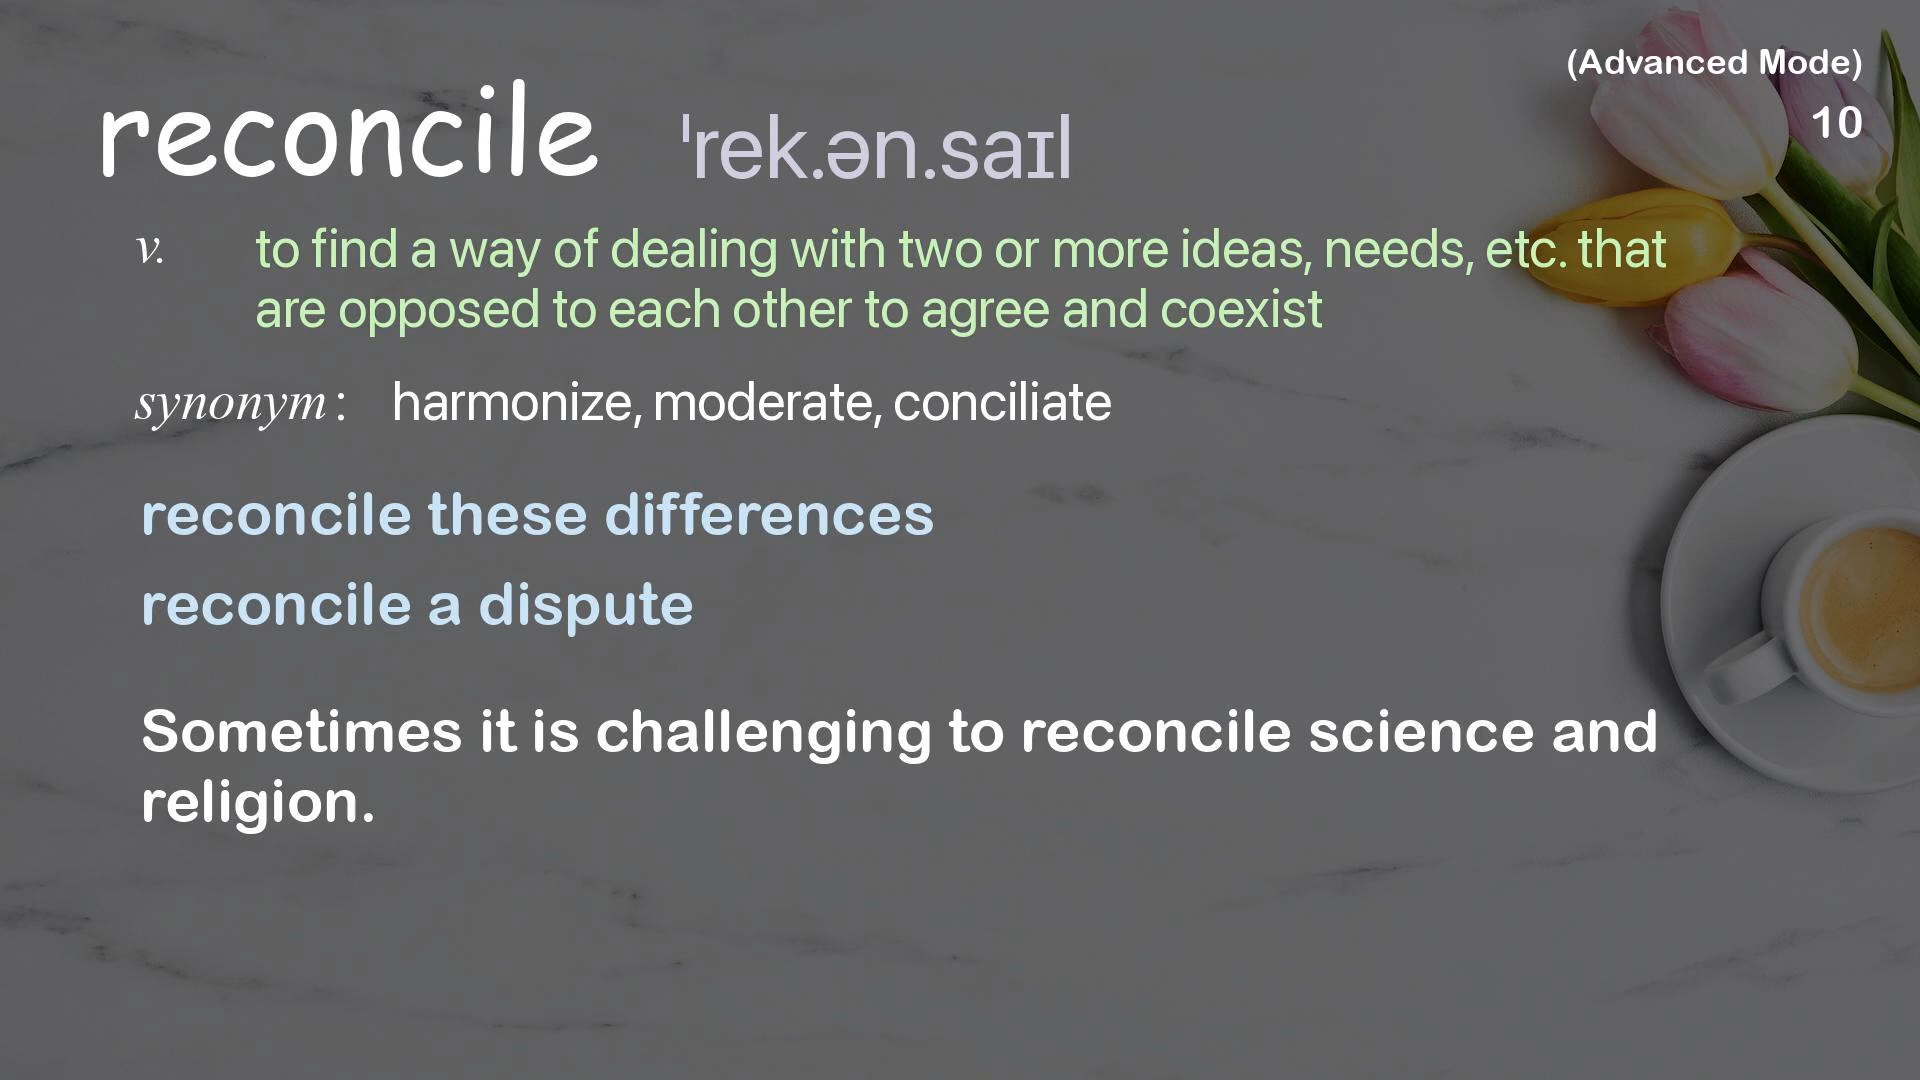 (Advanced Mode)
10
reconcile ˈrek.ən.saɪl
v. to find a way of dealing with two or more ideas, needs, etc. that
are opposed to each other to agree and coexist
synonym: harmonize, moderate, conciliate
reconcile these differences
reconcile a dispute
Sometimes it is challenging to reconcile science and
religion.